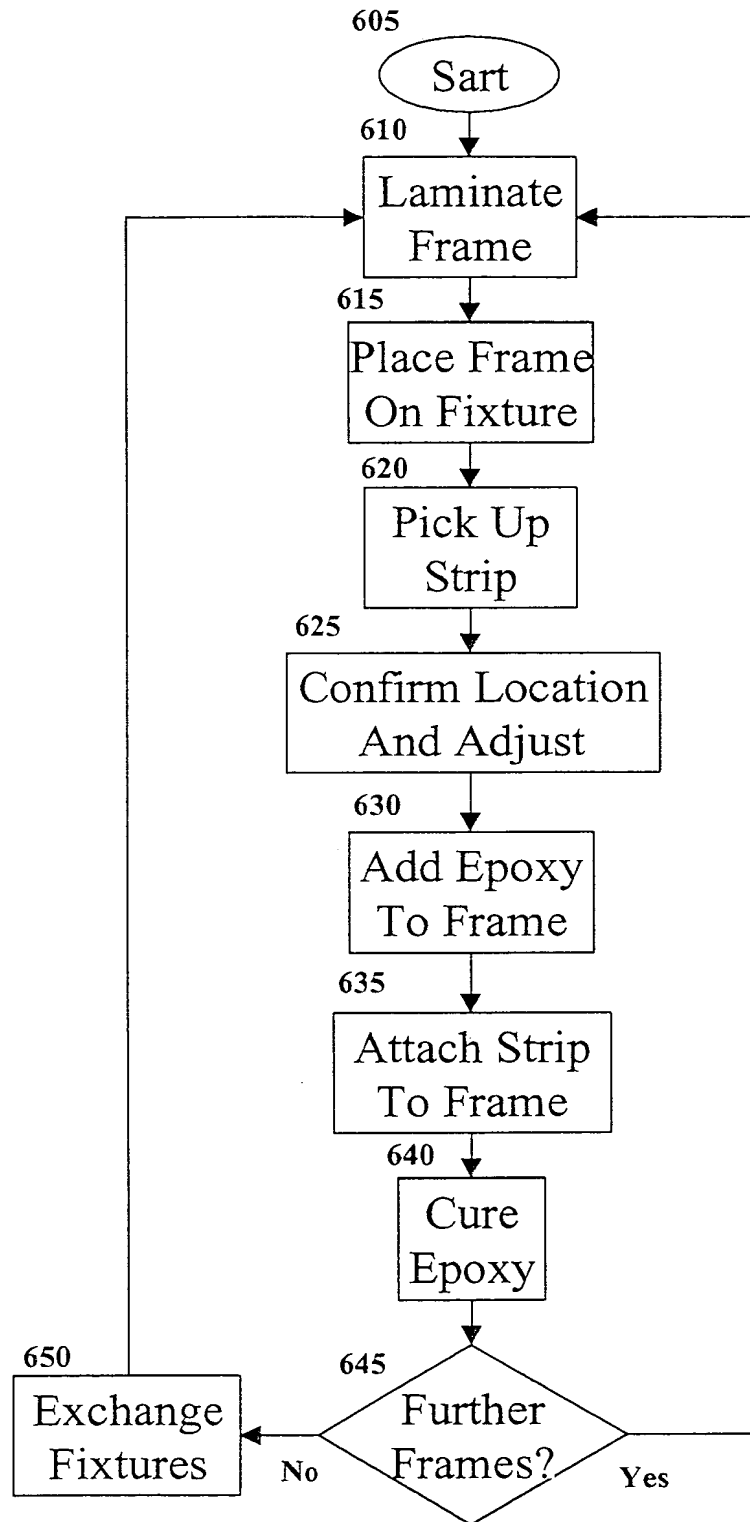 605
Sart
610
Laminate
Frame
615
Place Frame
On Fixture
620
Pick Up
Strip
625
Confirm Location
And Adjust
630
Add Epoxy
To Frame
635
Attach Strip
To Frame
640
Cure
Epoxy
645
Further
Frames?
No
Yes
650
Exchange
Fixtures